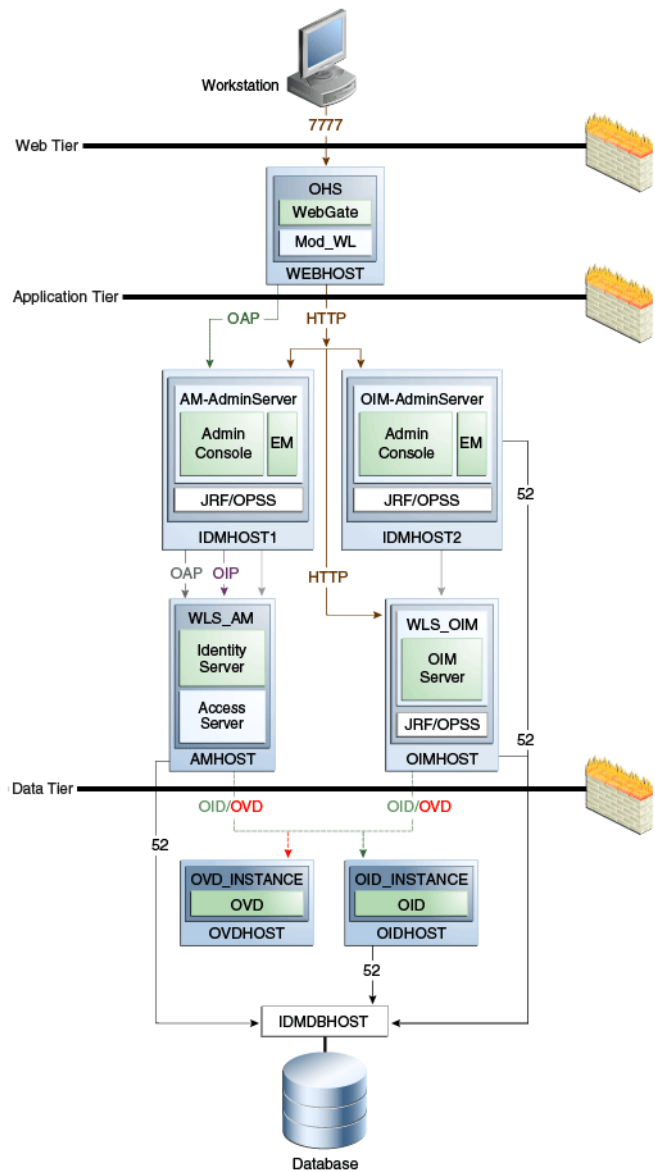 Workstation
7777
Web Tier
OHS
WebGate
Mod_WL
WEBHOST
Application Tier
OAP
HTTP
AM-AdminServer
Admin
Console
EM
JRF/OPSS
IDMHOST1
OIM-AdminServer
Admin
Console
EM
JRF/OPSS
IDMHOST2
52
OAP
OIP
HTTP
WLS_AM
Identity
Server
Access
Server
AMHOST
WLS_OIM
OIM
Server
JRF/OPSS
OIMHOST
52
Data Tier
OID/OVD
OID/OVD
52
OVD_INSTANCE
OVD
OVDHOST
OID_INSTANCE
OID
OIDHOST
52
IDMDBHOST
Database